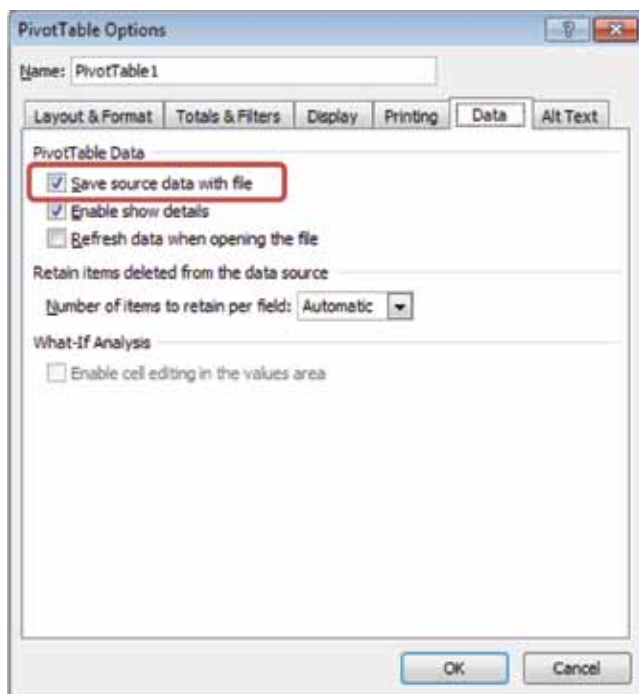 PivotTable Options
Name: PivotTable1
Layout & Format Totals & Filters Display Printing Data Alt Text
PivotTable Data
Save source data with file
Enable show details
Refresh data when opening the file
Retain items deleted from the data source
Number of items to retain per field: Automatic
What-If Analysis
Enable cell editing in the values area
OK Cancel